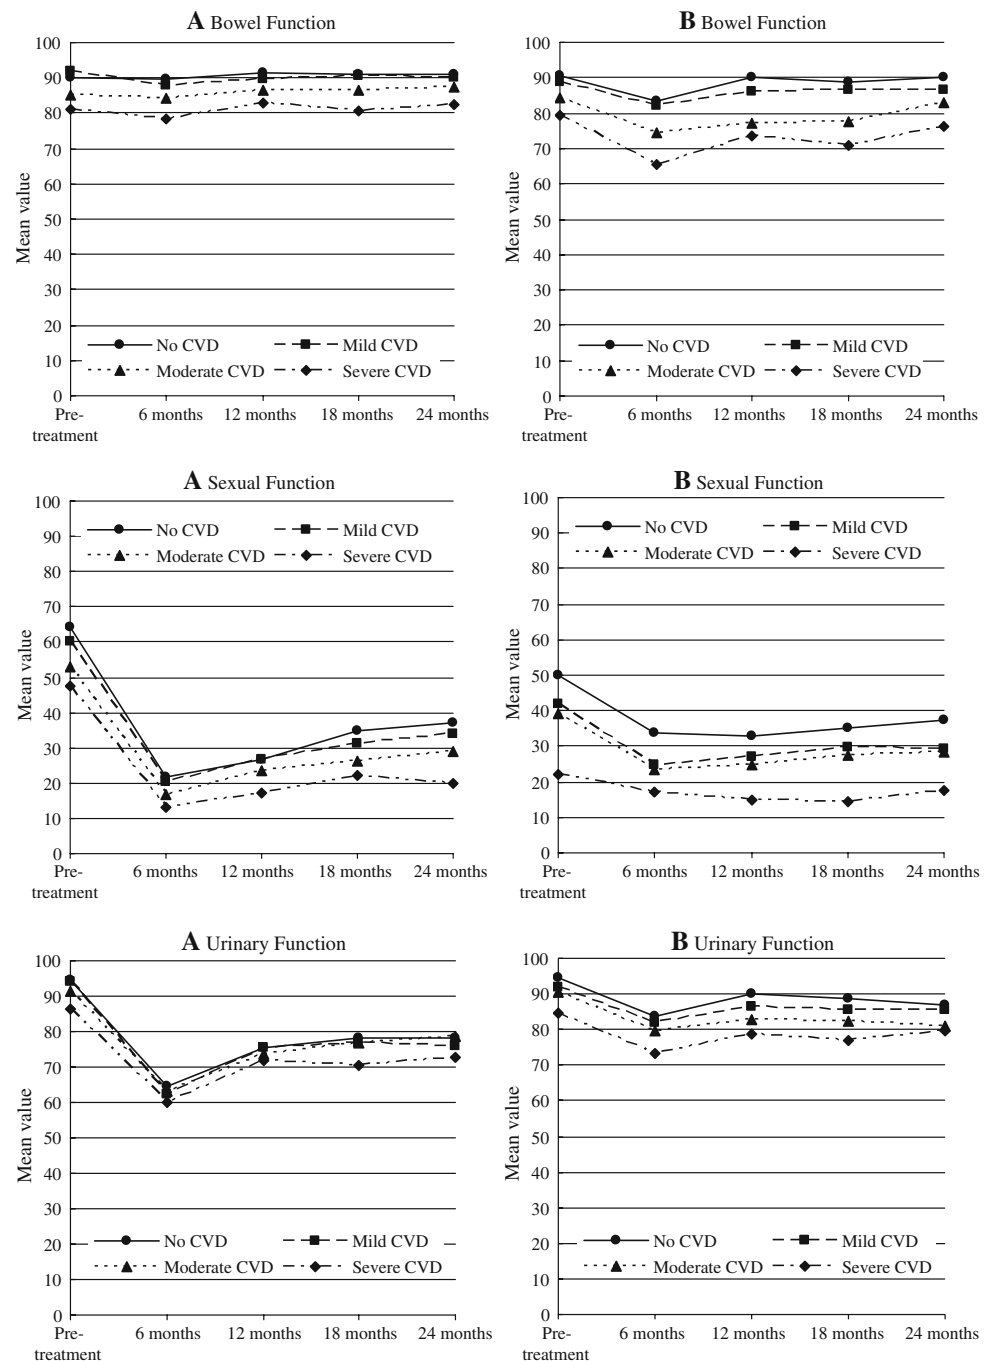 A Bowel Function
100
90
80
70
60
50
40
30
20
10
0
Mean value
No CVD
Mild CVD
Moderate CVD
Severe CVD
Pre-
treatment
6 months
12 months
18 months
24 months
B Bowel Function
100
90
80
70
60
50
40
30
20
10
0
Mean value
No CVD
Mild CVD
Moderate CVD
Severe CVD
Pre-
treatment
6 months
12 months
18 months
24 months
A Sexual Function
100
90
80
70
60
50
40
30
20
10
0
Mean value
No CVD
Mild CVD
Moderate CVD
Severe CVD
Pre-
treatment
6 months
12 months
18 months
24 months
B Sexual Function
100
90
80
70
60
50
40
30
20
10
0
Mean value
No CVD
Mild CVD
Moderate CVD
Severe CVD
Pre-
treatment
6 months
12 months
18 months
24 months
A Urinary Function
100
90
80
70
60
50
40
30
20
10
0
Mean value
No CVD
Mild CVD
Moderate CVD
Severe CVD
Pre-
treatment
6 months
12 months
18 months
24 months
B Urinary Function
100
90
80
70
60
50
40
30
20
10
0
Mean value
No CVD
Mild CVD
Moderate CVD
Severe CVD
Pre-
treatment
6 months
12 months
18 months
24 months